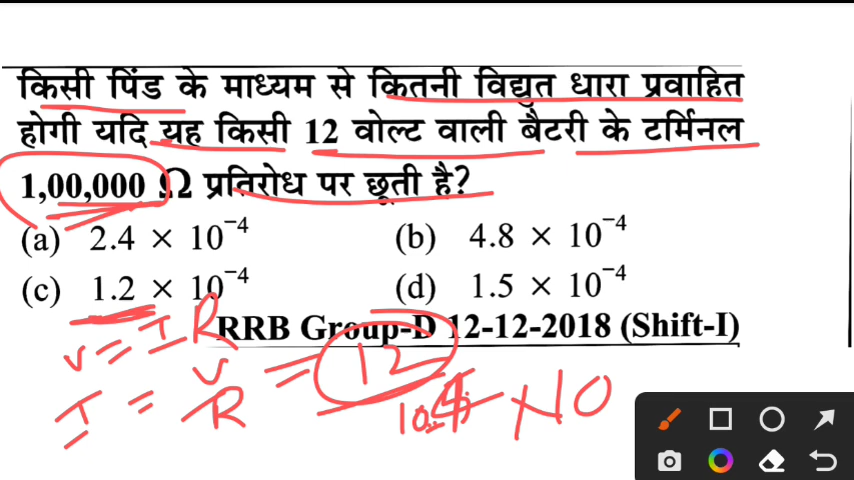 किसी पिंड के माध्यम से कितनी विद्युत धारा प्रवाहित
होगी यदि यह किसी 12 वोल्ट वाली बैटरी के टर्मिनल
1,00,000 Ω प्रतिरोध पर छूती है?
(a) 2.4 × 10⁻⁴ (b) 4.8 × 10⁻⁴
(c) 1.2 × 10⁻⁴ (d) 1.5 × 10⁻⁴
RRB Group-D 12-12-2018 (Shift-I)
V = IR
I = V/R = 12